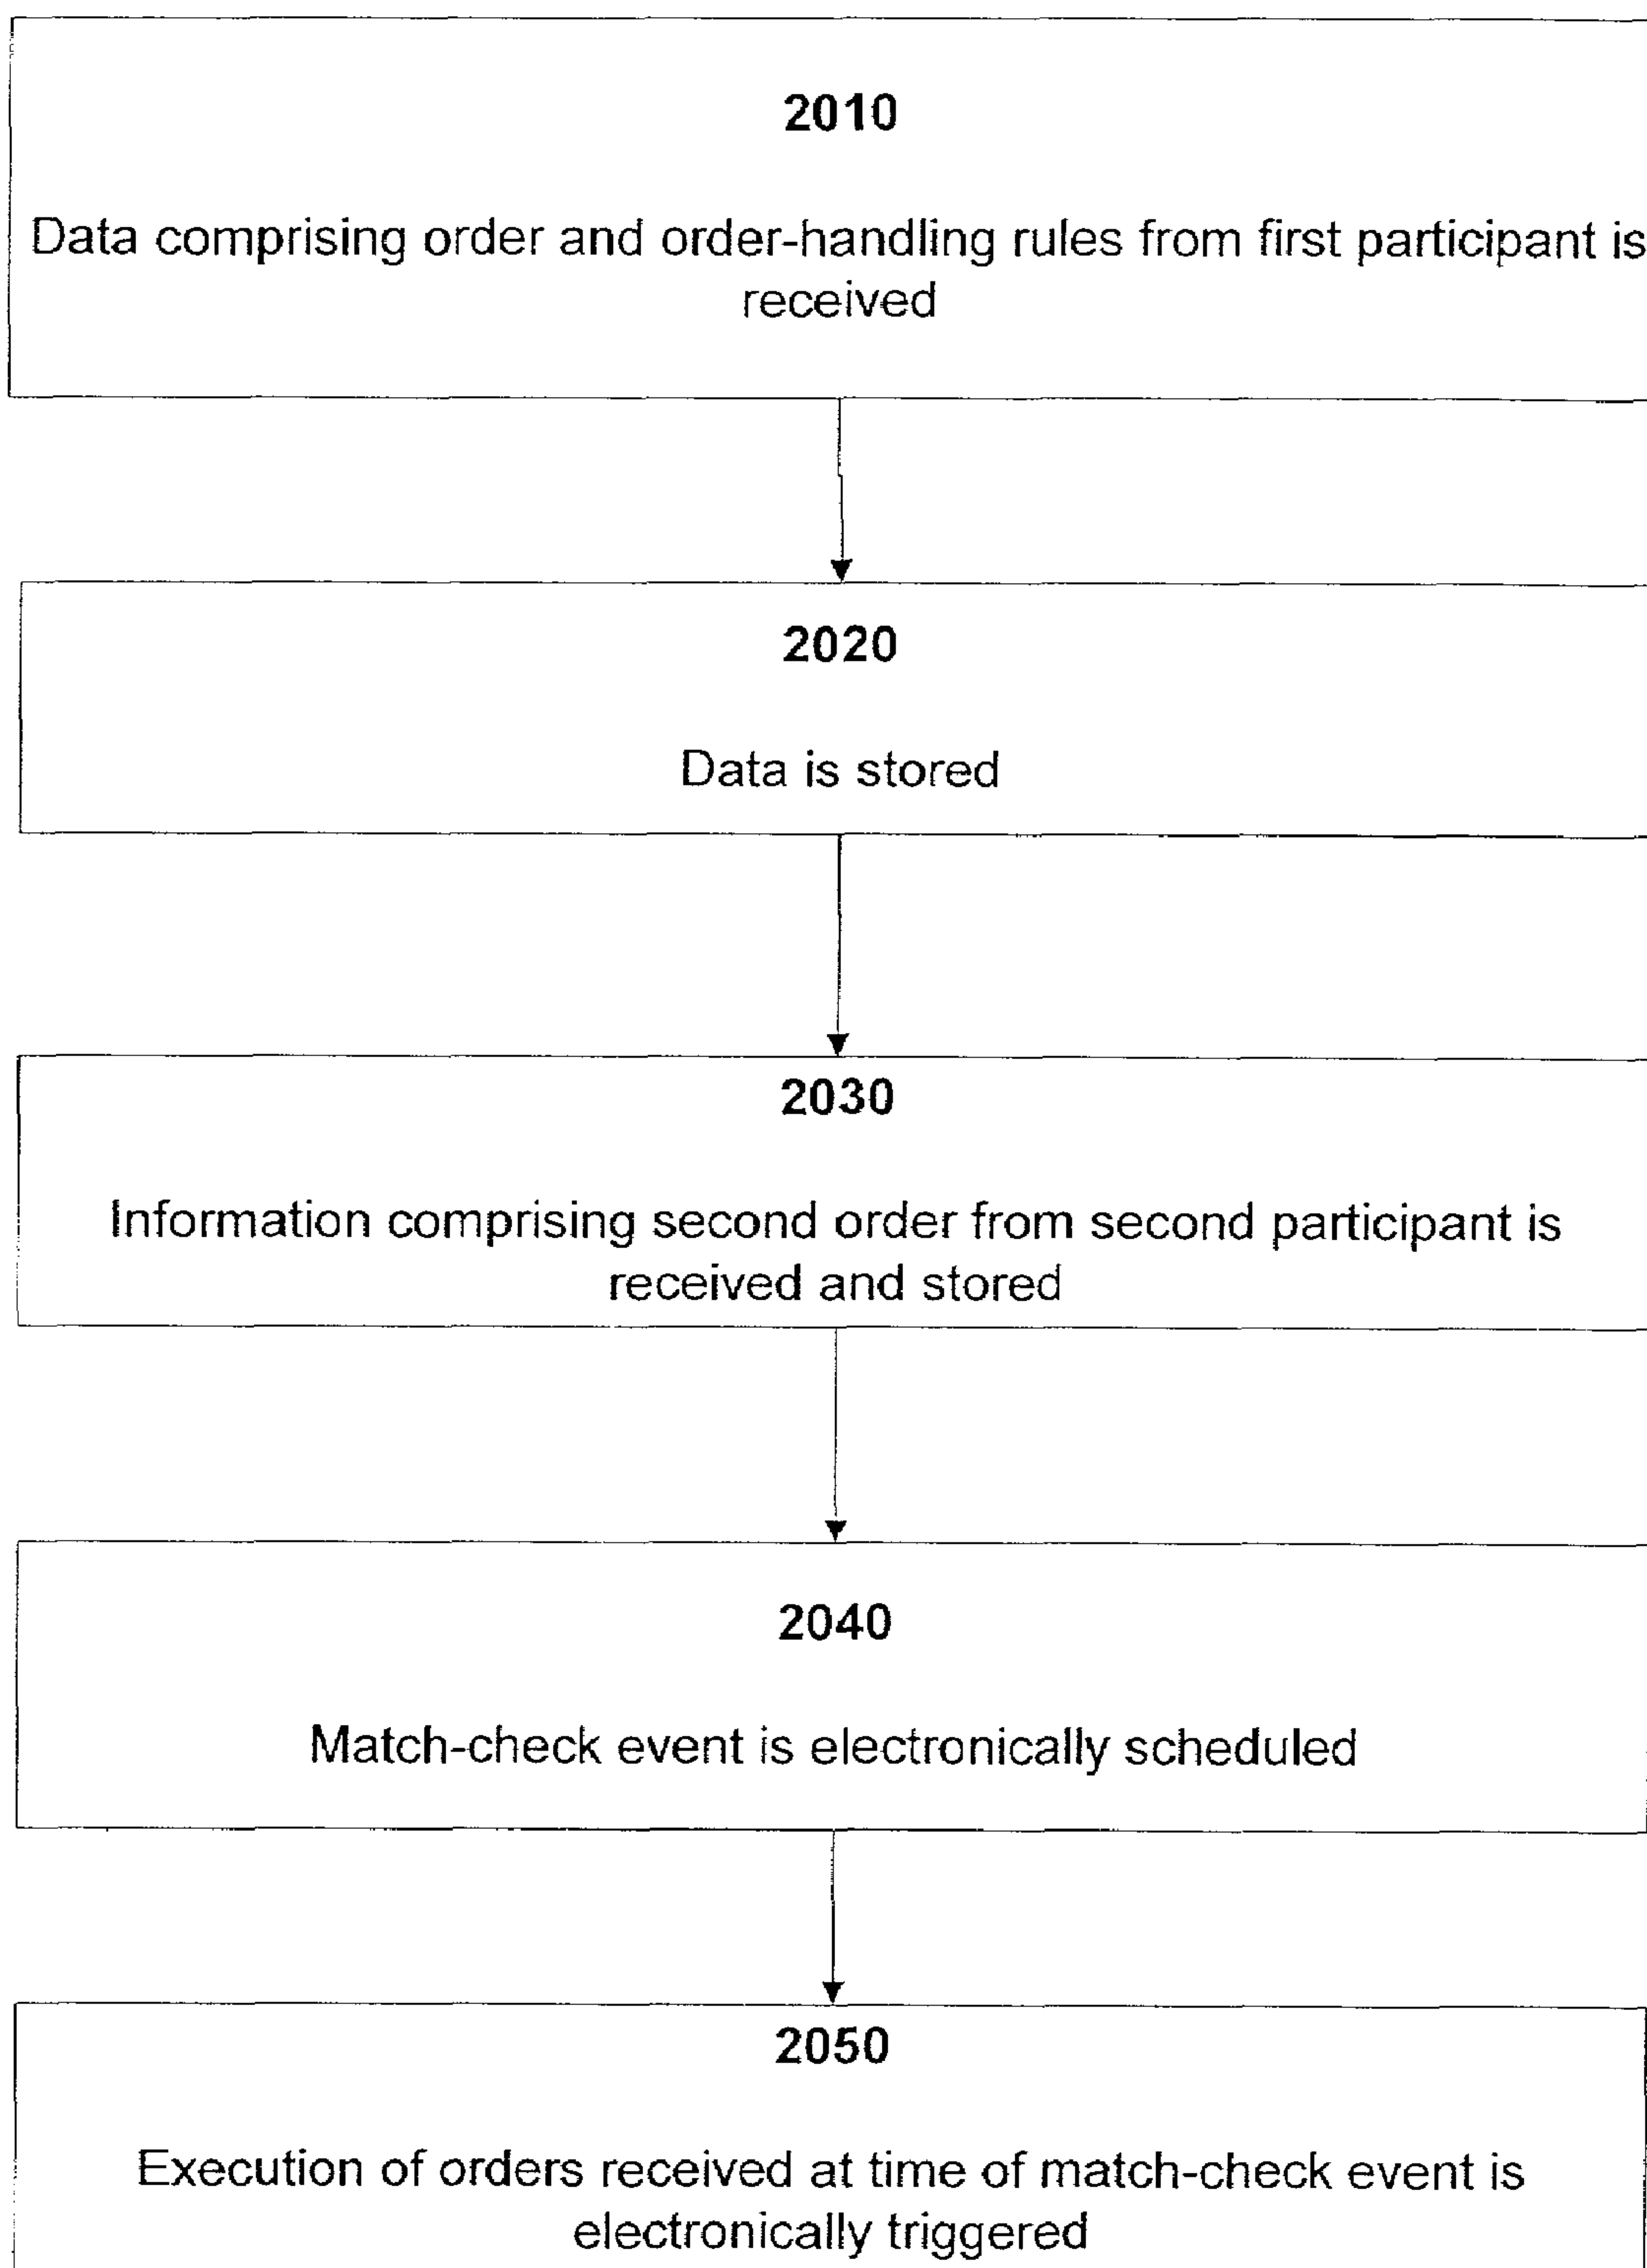 2010
Data comprising order and order-handling rules from first participant is
received
2020
Data is stored
2030
Information comprising second order from second participant is
received and stored
2040
Match-check event is electronically scheduled
2050
Execution of orders received at time of match-check event is
electronically triggered